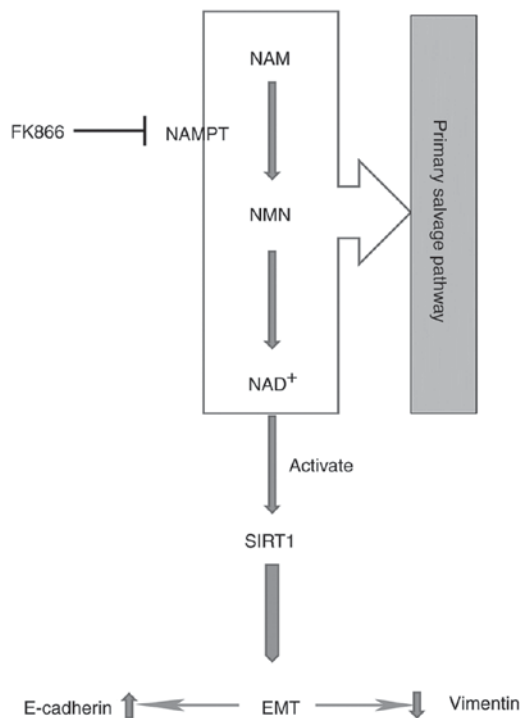 NAM
FK866
NAMPT
Primary salvage pathway
NMN
NAD+
Activate
SIRT1
E-cadherin
EMT
Vimentin